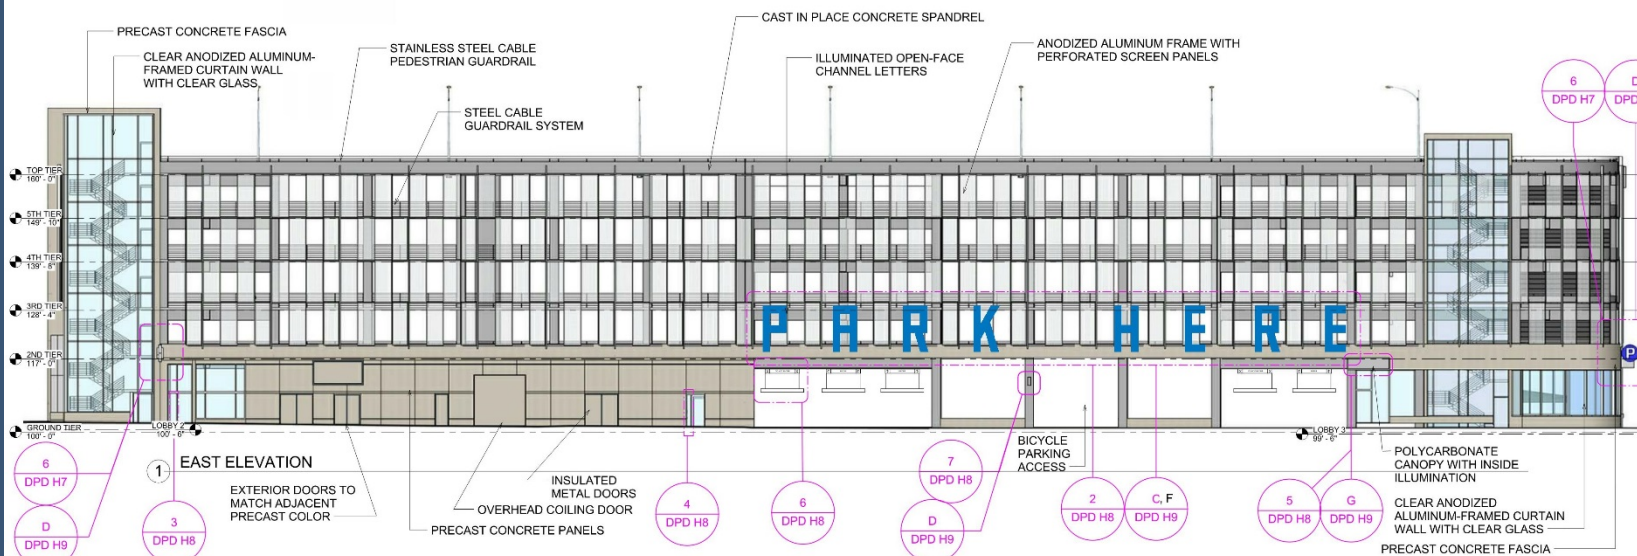 CAST IN PLACE CONCRETE SPANDREL
PRECAST CONCRETE FASCIA
CLEAR ANODIZED ALUMINUM-
FRAMED CURTAIN WALL
WITH CLEAR GLASS
STAINLESS STEEL CABLE
PEDESTRIAN GUARDRAIL
STEEL CABLE
GUARDRAIL SYSTEM
ILLUMINATED OPEN-FACE
CHANNEL LETTERS
ANODIZED ALUMINUM FRAME WITH
PERFORATED SCREEN PANELS
6
DPD H7
D
DPD
TOP TIER
160' - 0"
5TH TIER
149' - 10"
4TH TIER
139' - 8"
3RD TIER
128' - 4"
2ND TIER
117' - 0"
GROUND TIER
100' - 0"
PARK HERE
P
LOBBY 2
100' - 6"
LOBBY 3
99' - 6"
1
EAST ELEVATION
6
DPD H7
D
DPD H9
3
DPD H8
EXTERIOR DOORS TO
MATCH ADJACENT
PRECAST COLOR
INSULATED
METAL DOORS
OVERHEAD COILING DOOR
PRECAST CONCRETE PANELS
4
DPD H8
6
DPD H8
7
DPD H8
D
DPD H9
BICYCLE
PARKING
ACCESS
2
DPD H8
C, F
DPD H9
5
DPD H8
G
DPD H9
POLYCARBONATE
CANOPY WITH INSIDE
ILLUMINATION
CLEAR ANODIZED
ALUMINUM-FRAMED CURTAIN
WALL WITH CLEAR GLASS
PRECAST CONCRETE FASCIA